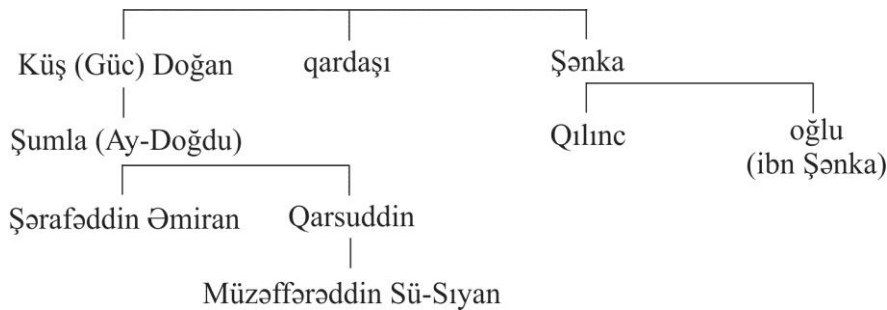 Küş (Güc) Doğan qardaşı Şənka
Şumla (Ay-Doğdu) Qılınc oğlu
(ibn Şənka)
Şərafəddin Əmiran Qarsuddin
Müzəffərəddin Sü-Sıyan